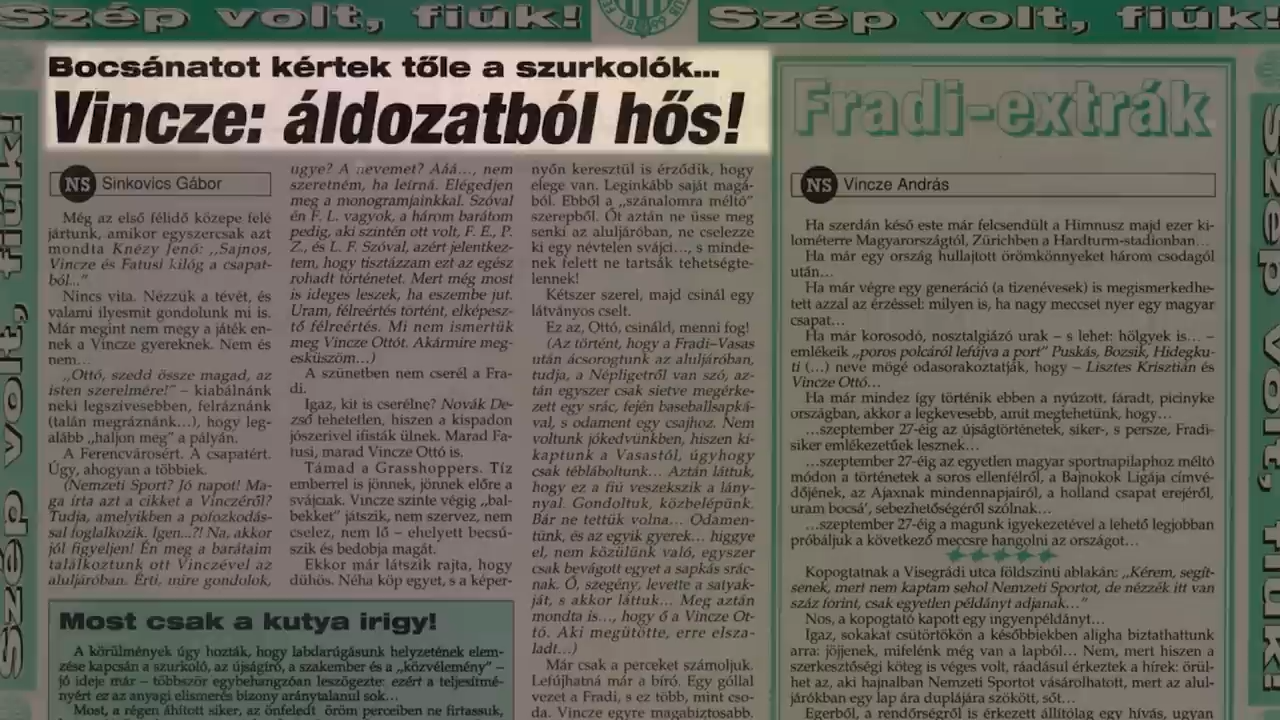 Szép volt, fiúk!
Szép volt, fiúk!
Bocsánatot kértek tőle a szurkolók...
Vincze: áldozatból hős!
NS Sinkovics Gábor
Még az első félidő közepe felé
jártunk, amikor egyszercsak azt
mondta Knézy Jenő: „Sajnos,
Vincze és Fatusi kilóg a csapat-
ból...”
Nincs vita. Nézzük a tévét, és
valami ilyesmit gondolunk mi is.
Már megint nem megy a játék en-
nek a Vincze gyereknek. Nem és
nem...
„Ottó, szedd össze magad, az
isten szerelmére!” – kiabálnánk
neki legszívesebben, felráznánk
(talán megráznánk...), hogy leg-
alább „haljon meg” a pályán.
A Ferencvárosért. A csapatért.
Úgy, ahogyan a többiek.
(Nemzeti Sport? Jó napot! Ma-
ga írta azt a cikket a Vinczéről?
Tudja, amelyikben a pofozkodás-
sal foglalkozik. Igen...?! Na, akkor
jól figyeljen! Én meg a barátaim
találkoztunk ott Vinczével az
aluljáróban. Érti, mire gondolok,
ugye? A nevemet? Ááá..., nem
szeretném, ha leírná. Elégedjen
meg a monogramjainkkal. Szóval
én F. L. vagyok, a három barátom
pedig, aki szintén ott volt, F. E., P.
Z., és L. F. Szóval, azért jelentkez-
tem, hogy tisztázzam ezt az egész
rohadt történetet. Mert még most
is ideges leszek, ha eszembe jut.
Uram, félreértés történt, elképesz-
tő félreértés. Mi nem ismertük
meg Vincze Ottót. Akármire meg-
esküszöm...)
A szünetben nem cserél a Fra-
di.
Igaz, kit is cserélne? Novák De-
zső tehetetlen, hiszen a kispadon
jószerivel ifisták ülnek. Marad Fa-
tusi, marad Vincze Ottó is.
Támad a Grasshoppers. Tíz
emberrel is jönnek, jönnek előre a
svájciak. Vincze szinte végig „bal-
bekket” játszik, nem szervez, nem
cselez, nem lő – ehelyett becsú-
szik és bedobja magát.
Ekkor már látszik rajta, hogy
dühös. Néha köp egyet, s a képer-
nyőn keresztül is érződik, hogy
elege van. Leginkább saját magá-
ból. Ebből a „szánalomra méltó”
szerepből. Őt aztán ne üsse meg
senki az aluljáróban, ne cselezze
ki egy névtelen svájci..., s minde-
nek felett ne tartsák tehetségte-
lennek!
Kétszer szerel, majd csinál egy
látványos cselt.
Ez az, Ottó, csináld, menni fog!
(Az történt, hogy a Fradi–Vasas
után ácsorogtunk az aluljáróban,
tudja, a Népligetről van szó, az-
tán egyszer csak sietve megérke-
zett egy srác, fején baseballsapká-
val, s odament egy csajhoz. Nem
voltunk jókedvünkben, hiszen ki-
kaptunk a Vasastól, úgyhogy
csak tébláboltunk... Aztán láttuk,
hogy ez a fiú veszekszik a lány-
nyal. Gondoltuk, közbelépünk.
Bár ne tettük volna... Odamen-
tünk, és az egyik gyerek... higgye
el, nem közülünk való, egyszer
csak bevágott egyet a sapkás srác-
nak. Ő, szegény, levette a satyak-
ját, s akkor láttuk... Meg aztán
mondta is..., hogy ő a Vincze Ot-
tó. Aki megütötte, erre elsza-
ladt...)
Már csak a perceket számoljuk.
Lefújhatná már a bíró. Egy góllal
vezet a Fradi, s ez több, mint cso-
da. Vincze egyre magabiztosabb.
Most csak a kutya irigy!
A körülmények úgy hozták, hogy labdarúgásunk helyzetének elem-
zése kapcsán a szurkoló, az újságíró, a szakember és a „közvélemény” –
jó ideje már – többször egybehangzóan leszögezte: ezért a teljesítmé-
nyért ez az anyagi elismerés bizony aránytalanul sok...
Most, a régen áhított siker, az önfeledt öröm perceiben ne firtassuk,
Fradi-extrák
NS Vincze András
Ha szerdán késő este már felcsendült a Himnusz majd ezer ki-
lométerre Magyarországtól, Zürichben a Hardturm-stadionban...
Ha már egy ország hullajtott örömkönnyeket három csodagól
után...
Ha már végre egy generáció (a tizenévesek) is megismerkedhe-
tett azzal az érzéssel: milyen is, ha nagy meccset nyer egy magyar
csapat...
Ha már korosodó, nosztalgiázó urak – s lehet: hölgyek is... –
emlékeik „poros polcáról lefújva a port” Puskás, Bozsik, Hidegku-
ti (...) neve mögé odasorakoztatják, hogy – Lisztes Krisztián és
Vincze Ottó...
Ha már mindez így történik ebben a nyúzott, fáradt, picinyke
országban, akkor a legkevesebb, amit megtehetünk, hogy...
...szeptember 27-éig az újságtörténetek, siker-, s persze, Fradi-
siker emlékezetűek lesznek...
...szeptember 27-éig az egyetlen magyar sportnapilaphoz méltó
módon a történetek a soros ellenfélről, a Bajnokok Ligája címvé-
dőjének, az Ajaxnak mindennapjairól, a holland csapat erejéről,
uram bocsá’, sebezhetőségéről szólnak...
...szeptember 27-éig a magunk igyekezetével a lehető legjobban
próbáljuk a következő meccsre hangolni az országot...
Kopogtatnak a Visegrádi utca földszinti ablakán: „Kérem, segít-
senek, mert nem kaptam sehol Nemzeti Sportot, de nézzék itt van
száz forint, csak egyetlen példányt adjanak...”
Nos, a kopogtató kapott egy ingyenpéldányt...
Igaz, sokakat csütörtökön a későbbiekben aligha biztathattunk
arra: jöjjenek, mifelénk még van a lapból... Nem, mert hiszen a
szerkesztőségi köteg is véges volt, ráadásul érkeztek a hírek: örül-
het az, aki hajnalban Nemzeti Sportot vásárolhatott, mert az alul-
járókban egy lap ára duplájára szökött, sőt...
Egerből, a rendőrségről is érkezett állítólag egy hívás, ugyan
Szép volt, fiúk!
Szép volt, fiúk!